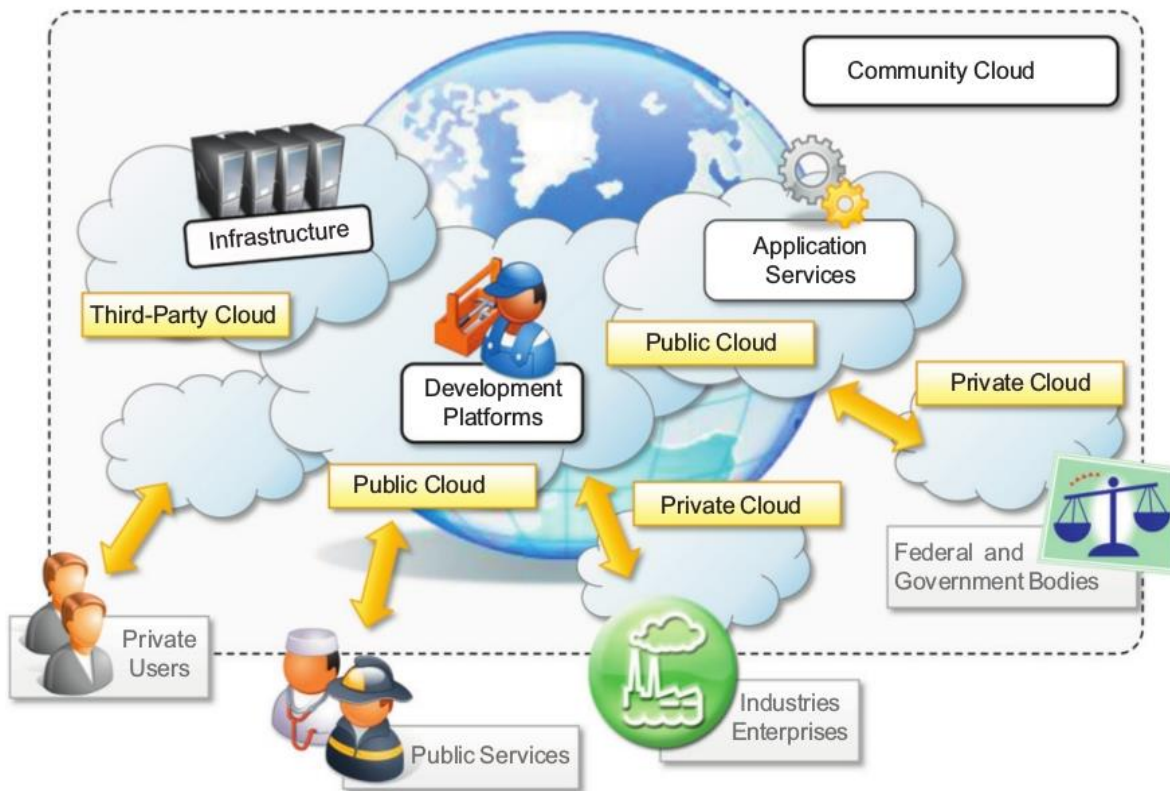 Community Cloud
Infrastructure
Application
Services
Third-Party Cloud
Public Cloud
Development
Platforms
Private Cloud
Public Cloud
Private Cloud
Federal and
Government Bodies
Private
Users
Industries
Enterprises
Public Services